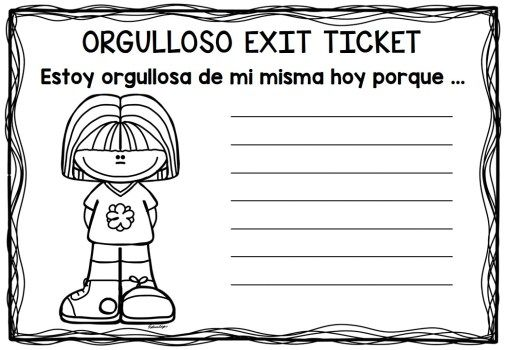 ORGULLOSO EXIT TICKET
Estoy orgullosa de mi misma hoy porque ...